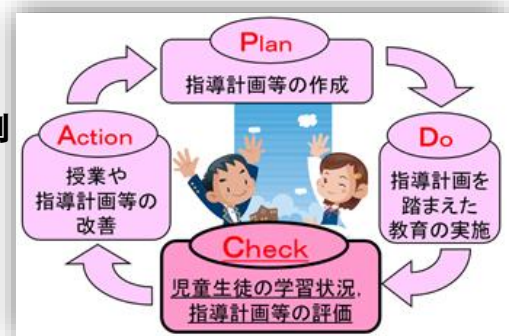 Plan
指導計画等の作成
Do
指導計画を
踏まえた
教育の実施
Check
児童生徒の学習状況,
指導計画等の評価
Action
授業や
指導計画等の
改善